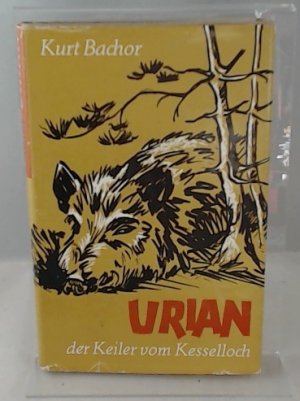 Kurt Bachor
URIAN
der Keiler vom Kesselloch